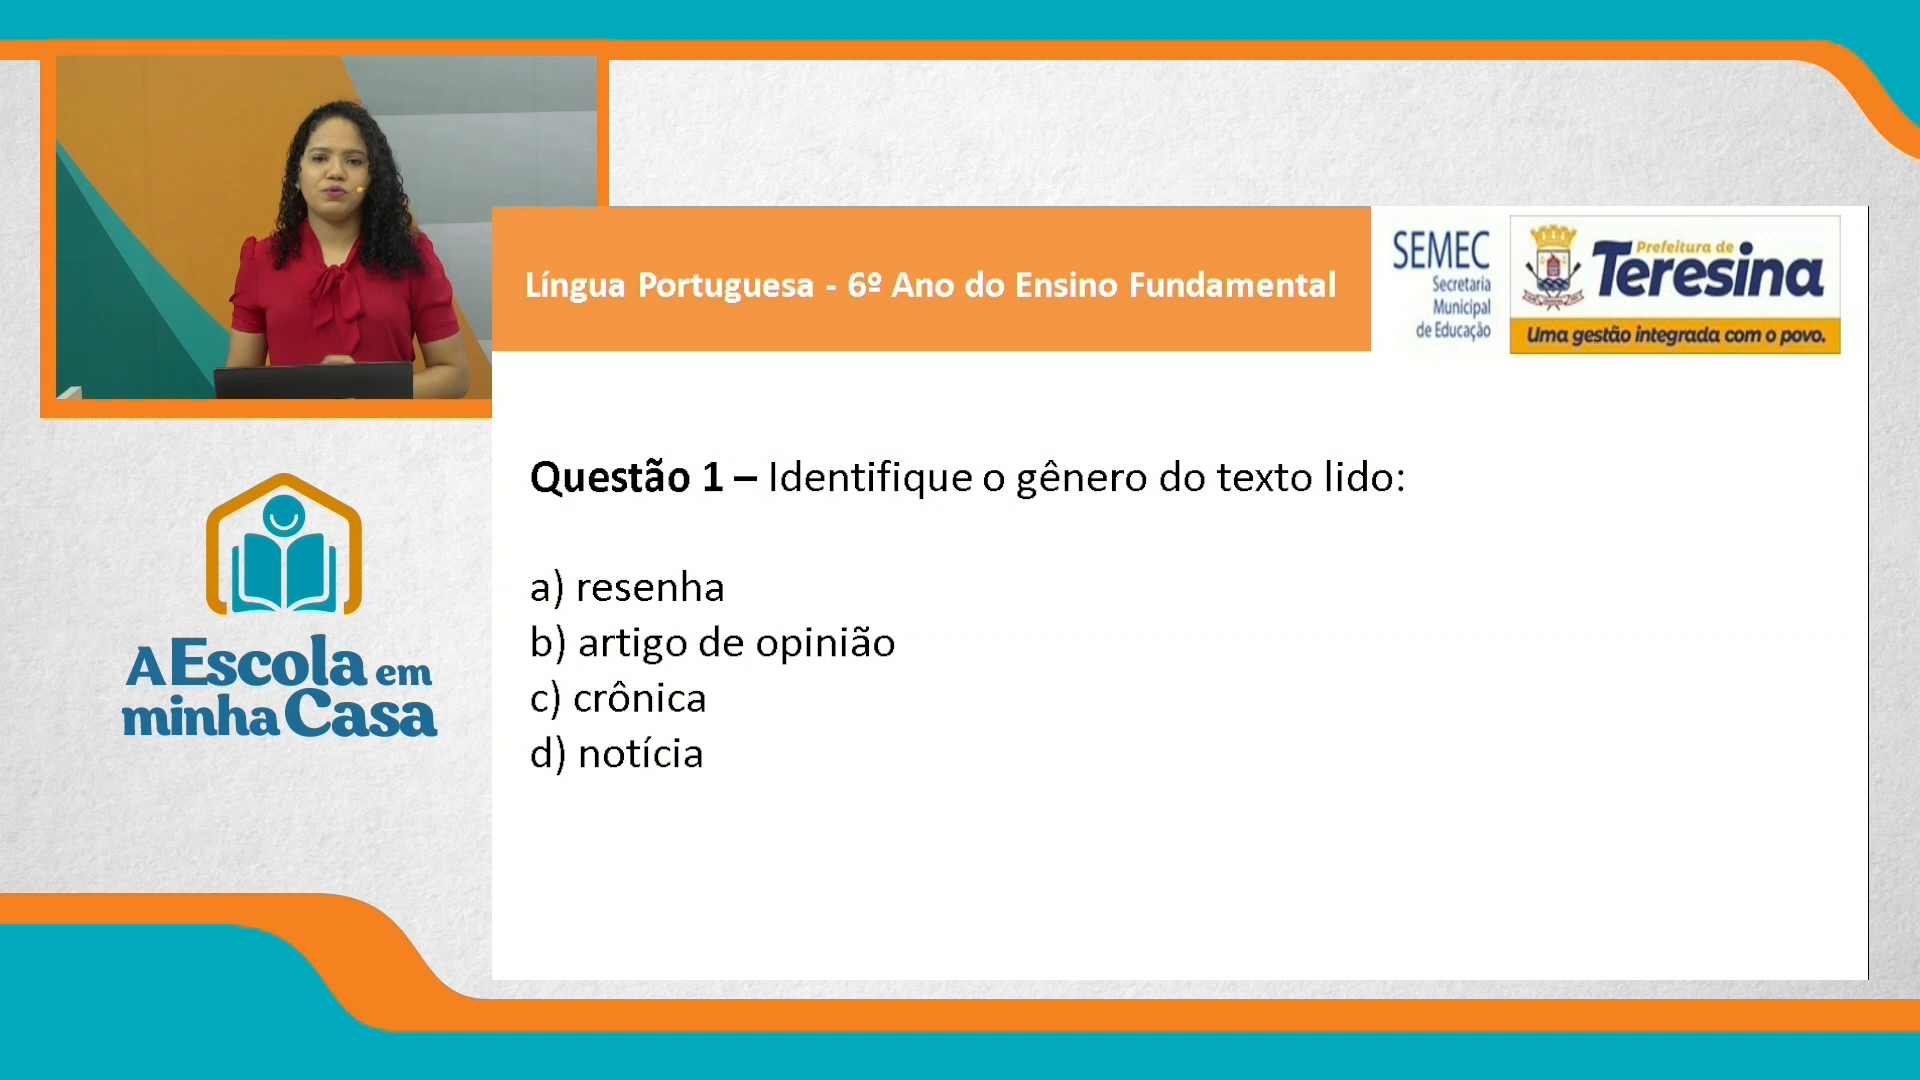 Língua Portuguesa - 6º Ano do Ensino Fundamental
SEMEC
Secretaria
Municipal
de Educação
Prefeitura de
Teresina
Uma gestão integrada com o povo.
Questão 1 – Identifique o gênero do texto lido:
a) resenha
b) artigo de opinião
c) crônica
d) notícia
A Escola em
minha Casa